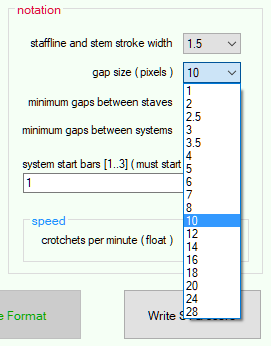 notation
staffline and stem stroke width 1.5
gap size ( pixels ) 10
1
minimum gaps between staves 2
2.5
minimum gaps between systems 3
3.5
4
5
system start bars [1..3] ( must start 6
1 7
8
10
speed
crotchets per minute ( float ) 12
14
16
18
20
24
28
Format
Write